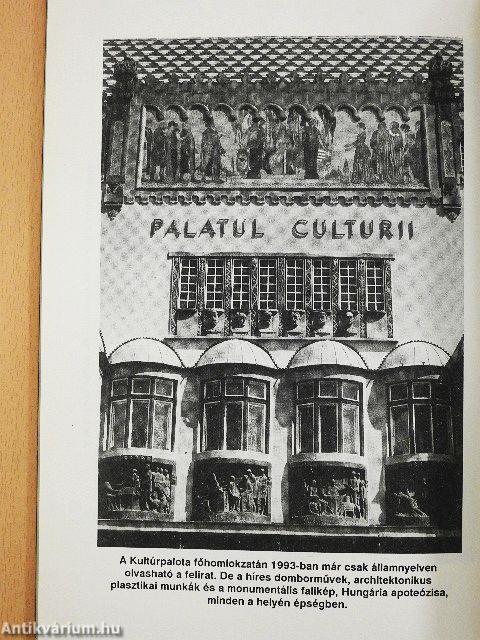 PALATUL CULTURII
A Kultúrpalota főhomlokzatán 1993-ban már csak államnyelven
olvasható a felirat. De a híres domborművek, architektonikus
plasztikai munkák és a monumentális falikép, Hungária apoteózisa,
minden a helyén épségben.
Antikvárium.hu